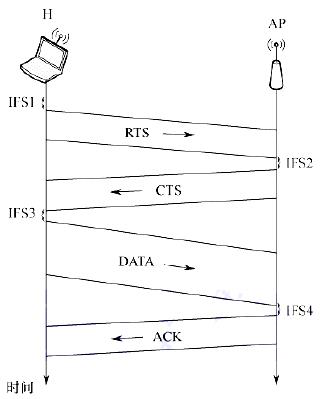 H
AP
IFS1
RTS
IFS2
CTS
IFS3
DATA
IFS4
ACK
时间